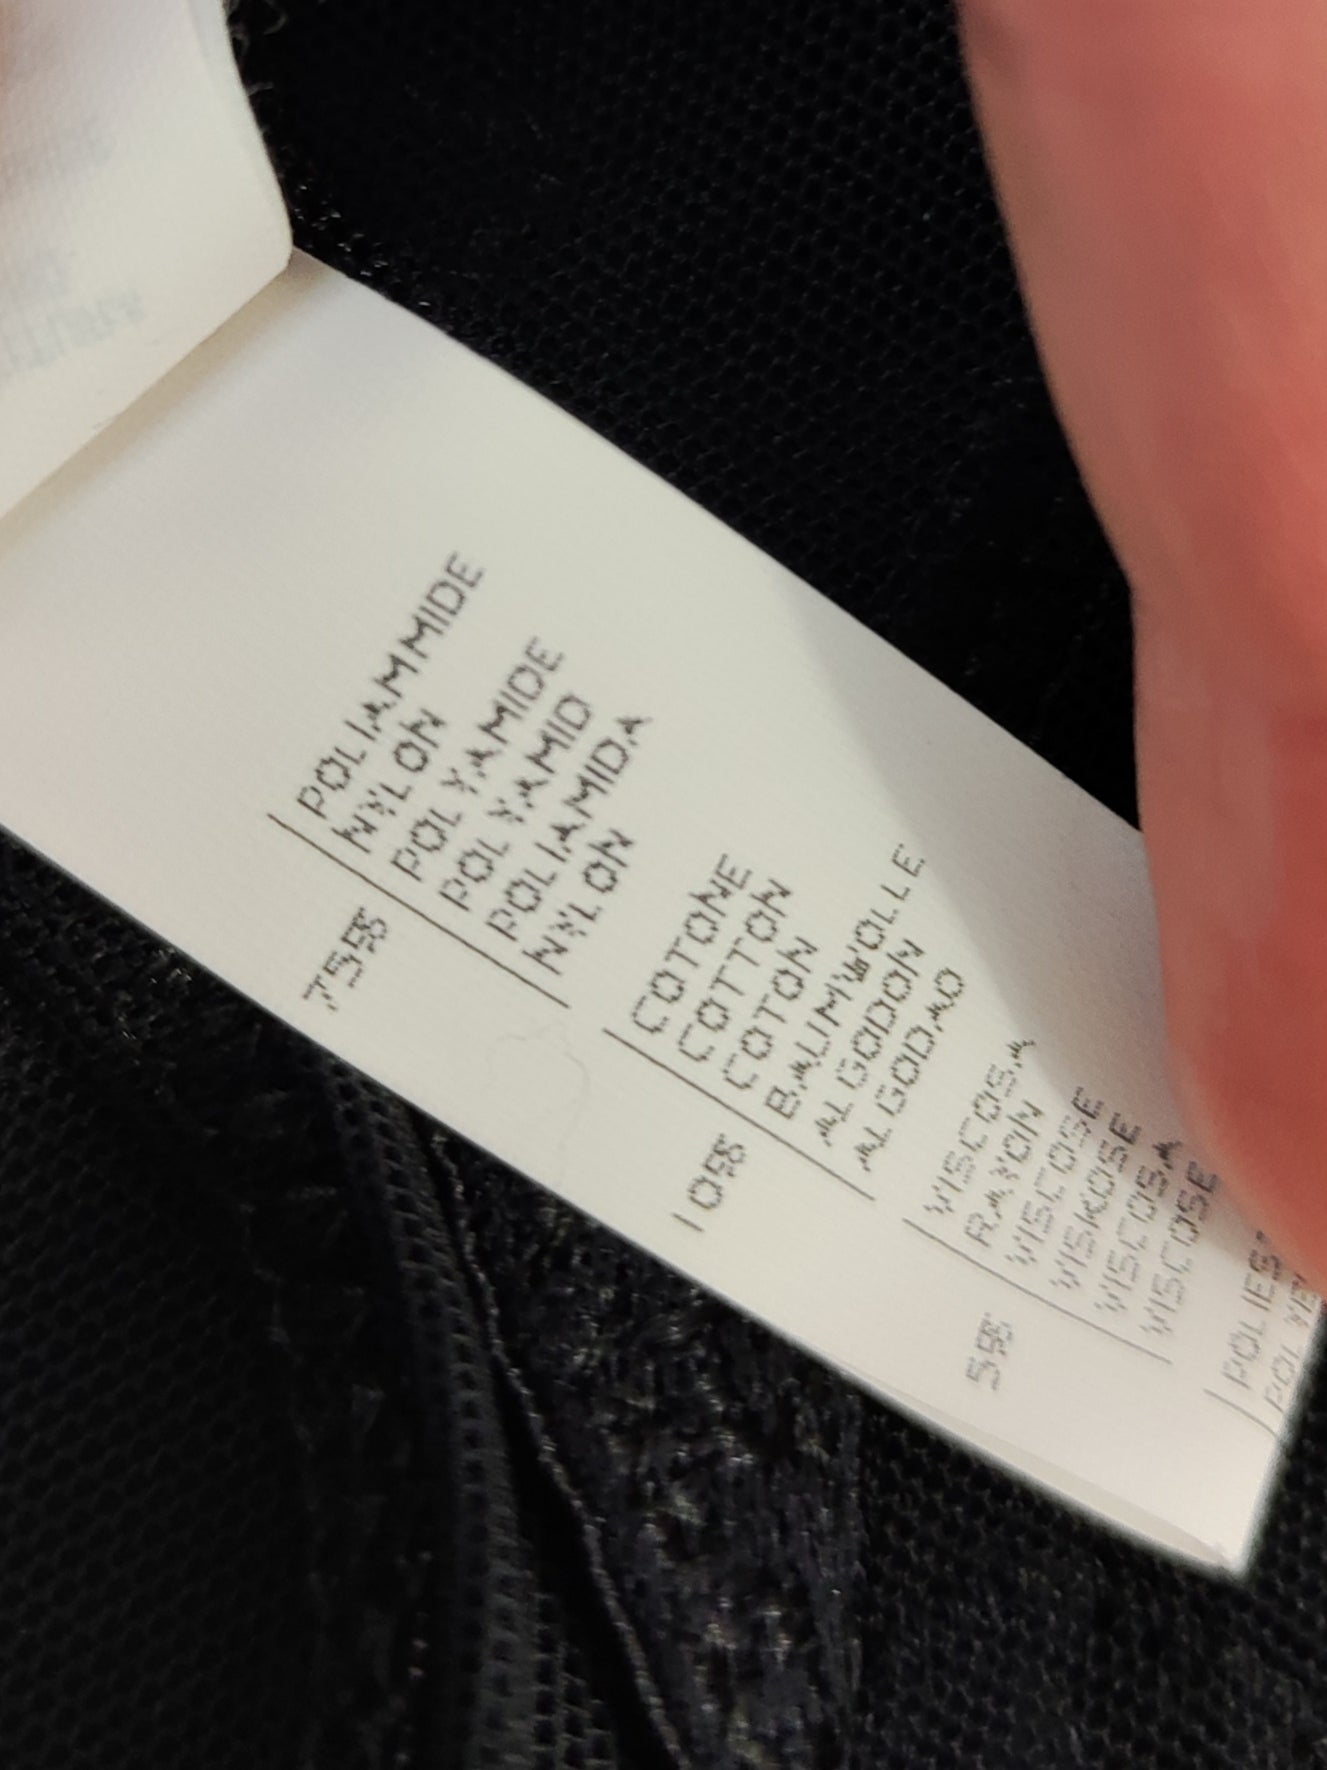 75%
POLIAMMIDE
NYLON
POLYAMIDE
POLYAMID
POLIAMIDA
NYLON
10%
COTONE
COTTON
COTON
BAUMWOLLE
ALGODON
ALGODAO
5%
VISCOSA
RAYON
VISCOSE
VISKOSE
VISCOSA
VISCOSE